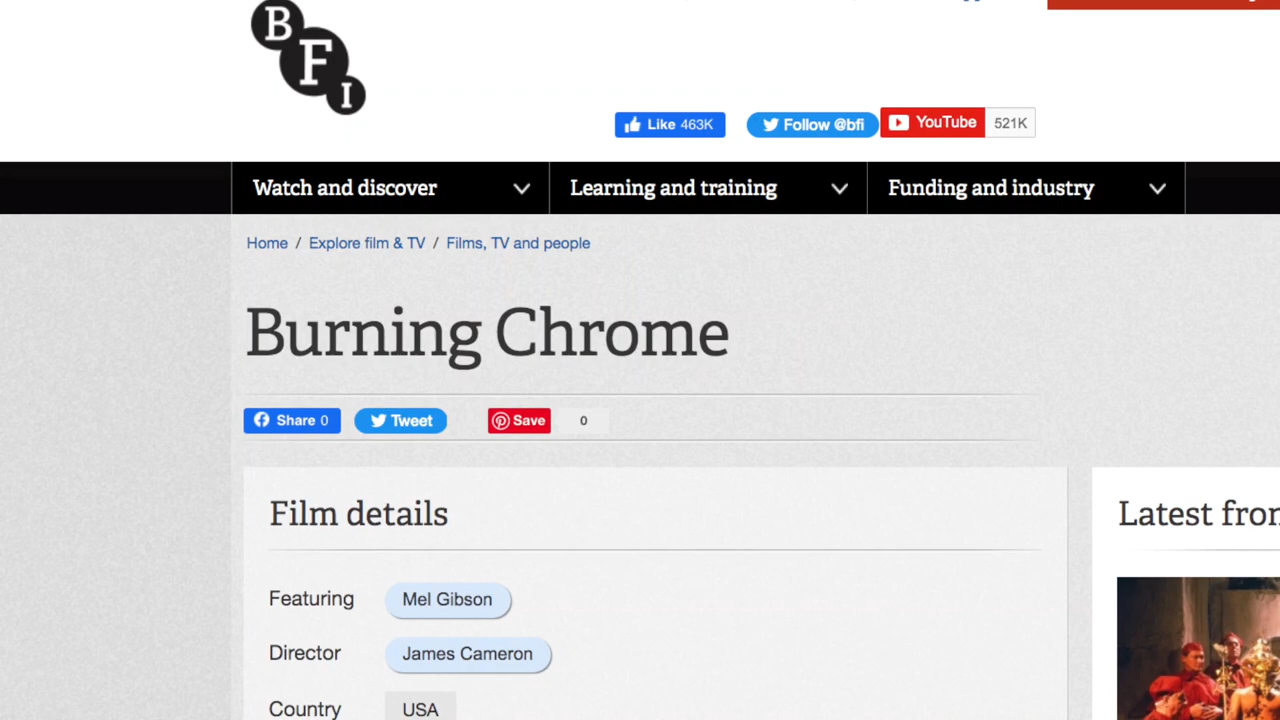 B
F
I
Like 463K
Follow @bfi
YouTube 521K
Watch and discover
Learning and training
Funding and industry
Home / Explore film & TV / Films, TV and people
Burning Chrome
Share 0
Tweet
Save
0
Film details
Latest from
Featuring Mel Gibson
Director James Cameron
Country USA